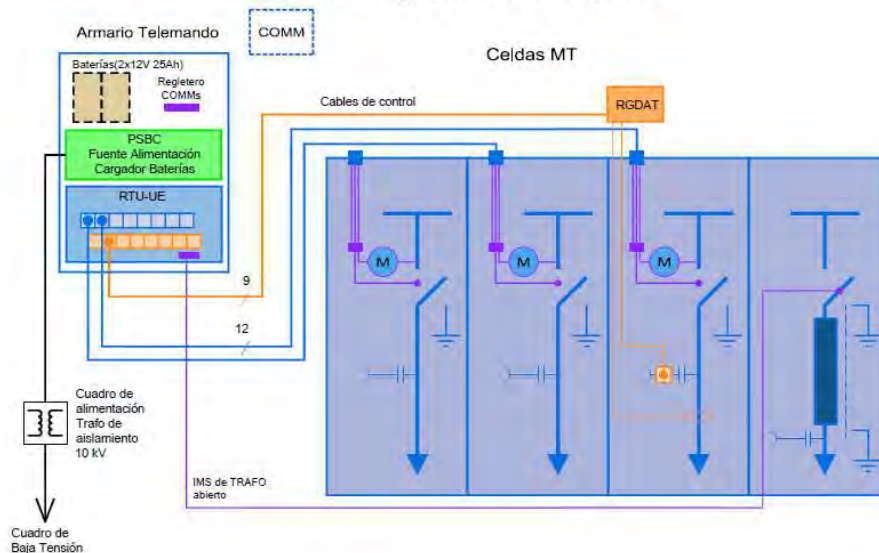 Armario Telemando
COMM
Celdas MT
Baterías(2x12V 25Ah)
Regletero
COMMs
Cables de control
RGDAT
PSBC
Fuente Alimentación
Cargador Baterías
RTU-UE
M
M
M
9
12
Cuadro de
alimentación
Trafo de
aislamiento
10 kV
IMS de TRAFO
abierto
Cuadro de
Baja Tensión